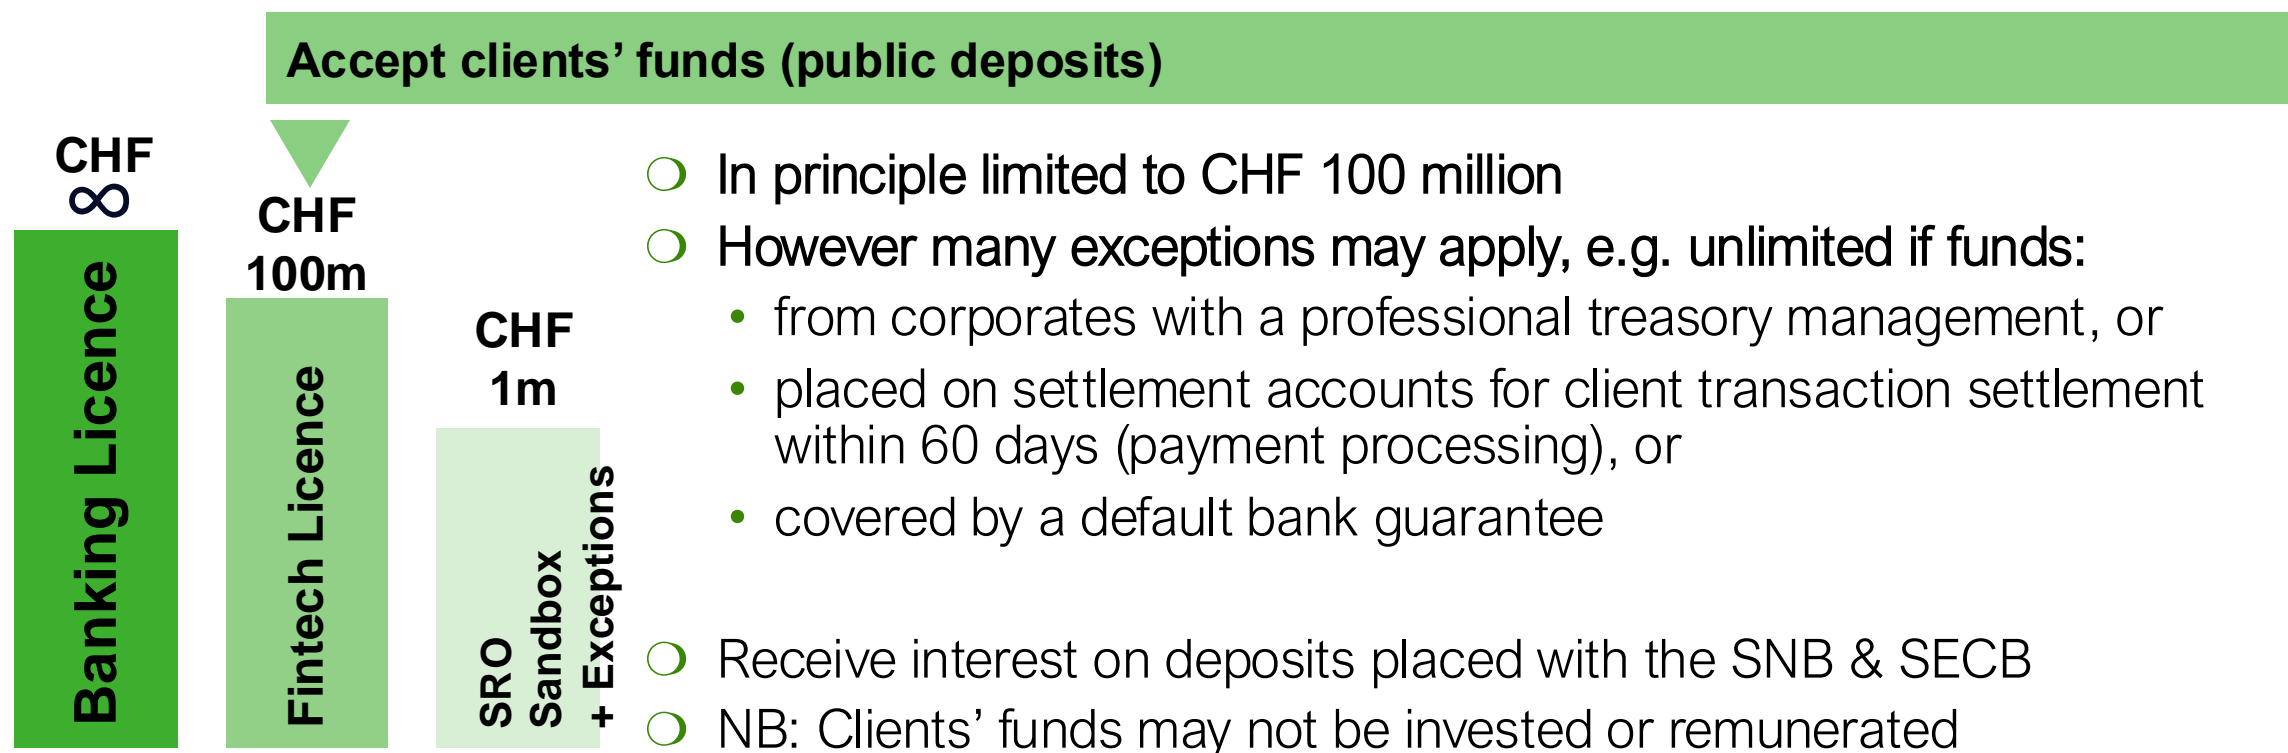 Accept clients’ funds (public deposits)
CHF
∞
Banking Licence
CHF
100m
Fintech Licence
CHF
1m
SRO
Sandbox
+ Exceptions
❍ In principle limited to CHF 100 million
❍ However many exceptions may apply, e.g. unlimited if funds:
• from corporates with a professional treasory management, or
• placed on settlement accounts for client transaction settlement
within 60 days (payment processing), or
• covered by a default bank guarantee
❍ Receive interest on deposits placed with the SNB & SECB
❍ NB: Clients’ funds may not be invested or remunerated